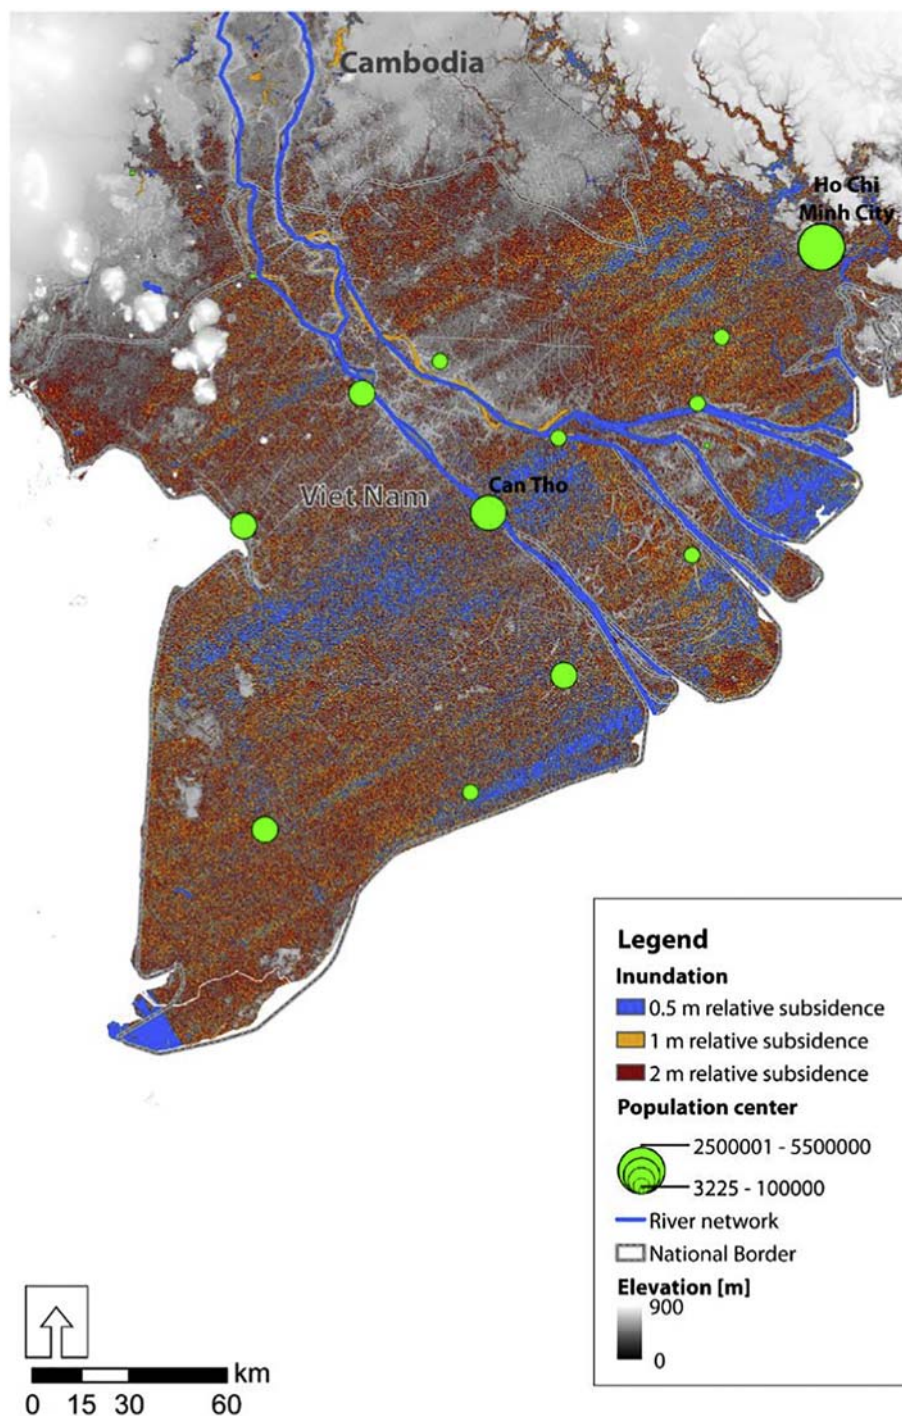 Cambodia
Ho Chi
Minh City
Can Tho
Viet Nam
Legend
Inundation
0.5 m relative subsidence
1 m relative subsidence
2 m relative subsidence
Population center
2500001 - 5500000
3225 - 100000
River network
National Border
Elevation [m]
900
0
km
0 15 30 60